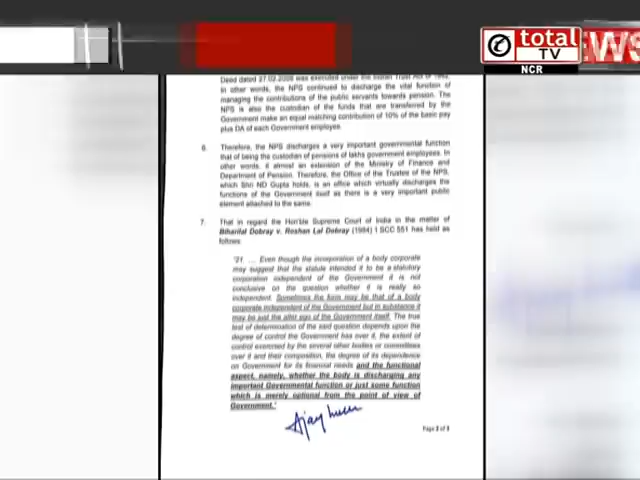 total
TV
NCR
EWS
Deed dated 27.02.2008 was executed under the Indian Trust Act of 1882.
In other words, the NPS continued to discharge the vital function of
managing the contributions of the public servants towards pension. The
NPS is also the custodian of the funds that are transferred by the
Government make an equal matching contribution of 10% of the basic pay
plus DA of each Government employee.
6. Therefore, the NPS discharges a very important governmental function
that of being the custodian of pensions of lakhs government employees. In
other words, it almost an extension of the Ministry of Finance and
Department of Pension. Therefore, the Office of the Trustee of the NPS,
which Shri ND Gupta holds, is an office which virtually discharges the
functions of the Government itself as there is a very important public
element attached to the same.
7. That in regard the Hon'ble Supreme Court of India in the matter of
Biharilal Dobray v. Roshan Lal Dobray (1984) 1 SCC 551 has held as
follows
"21. ... Even though the incorporation of a body corporate
may suggest that the statute intended it to be a statutory
corporation independent of the Government it is not
conclusive on the question whether it is really so
independent. Sometimes the form may be that of a body
corporate independent of the Government but in substance it
may be just the alter ego of the Government itself. The true
test of determination of the said question depends upon the
degree of control the Government has over it, the extent of
control exercised by the several other bodies or committees
over it and their composition, the degree of its dependence
on Government for its financial needs and the functional
aspect, namely, whether the body is discharging any
important Governmental function or just some function
which is merely optional from the point of view of
Government."
Page 3 of 5